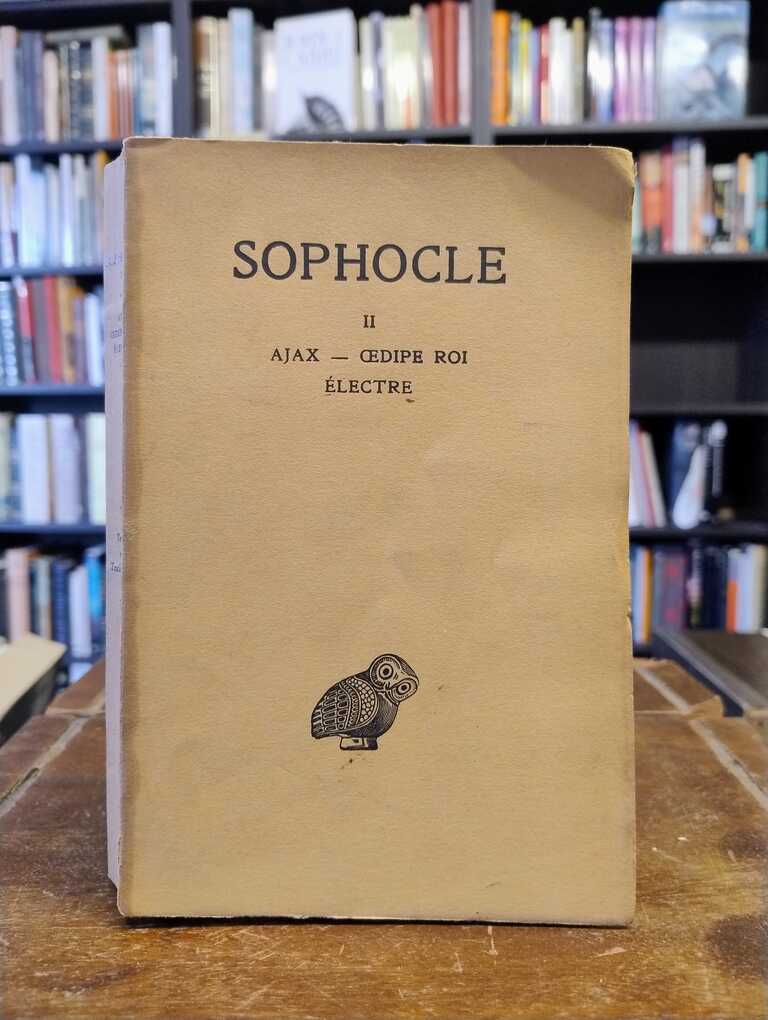 SOPHOCLE
II
AJAX — ŒDIPE ROI
ÉLECTRE